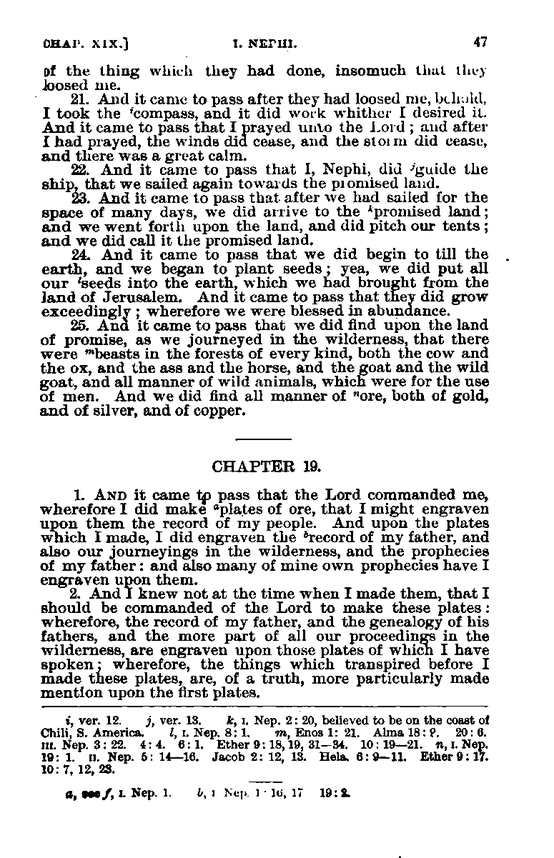 CHAP. XIX.] I. NEPHI. 47
of the thing which they had done, insomuch that they
loosed me.
21. And it came to pass after they had loosed me, behold,
I took the ⁱcompass, and it did work whither I desired it.
And it came to pass that I prayed unto the Lord; and after
I had prayed, the winds did cease, and the storm did cease,
and there was a great calm.
22. And it came to pass that I, Nephi, did ʲguide the
ship, that we sailed again towards the promised land.
23. And it came to pass that after we had sailed for the
space of many days, we did arrive to the ᵏpromised land;
and we went forth upon the land, and did pitch our tents;
and we did call it the promised land.
24. And it came to pass that we did begin to till the
earth, and we began to plant seeds; yea, we did put all
our ˡseeds into the earth, which we had brought from the
land of Jerusalem. And it came to pass that they did grow
exceedingly; wherefore we were blessed in abundance.
25. And it came to pass that we did find upon the land
of promise, as we journeyed in the wilderness, that there
were ᵐbeasts in the forests of every kind, both the cow and
the ox, and the ass and the horse, and the goat and the wild
goat, and all manner of wild animals, which were for the use
of men. And we did find all manner of ⁿore, both of gold,
and of silver, and of copper.
CHAPTER 19.
1. AND it came to pass that the Lord commanded me,
wherefore I did make ᵃplates of ore, that I might engraven
upon them the record of my people. And upon the plates
which I made, I did engraven the ᵇrecord of my father, and
also our journeyings in the wilderness, and the prophecies
of my father: and also many of mine own prophecies have I
engraven upon them.
2. And I knew not at the time when I made them, that I
should be commanded of the Lord to make these plates:
wherefore, the record of my father, and the genealogy of his
fathers, and the more part of all our proceedings in the
wilderness, are engraven upon those plates of which I have
spoken; wherefore, the things which transpired before I
made these plates, are, of a truth, more particularly made
mention upon the first plates.
i, ver. 12. j, ver. 13. k, I. Nep. 2: 20, believed to be on the coast of
Chili, S. America. l, I. Nep. 8: 1. m, Enos 1: 21. Alma 18: 20: 6.
III. Nep. 3: 22. 4: 4. 6: 1. Ether 9: 18, 19, 31—34. 10: 19—21. n, I. Nep.
19: 1. II. Nep. 5: 14—16. Jacob 2: 12, 13. Hela. 6: 9—11. Ether 9: 17.
10: 7, 12, 23.
a, see f, I. Nep. 1. b, I Nep. 1: 16, 17 19: 2.